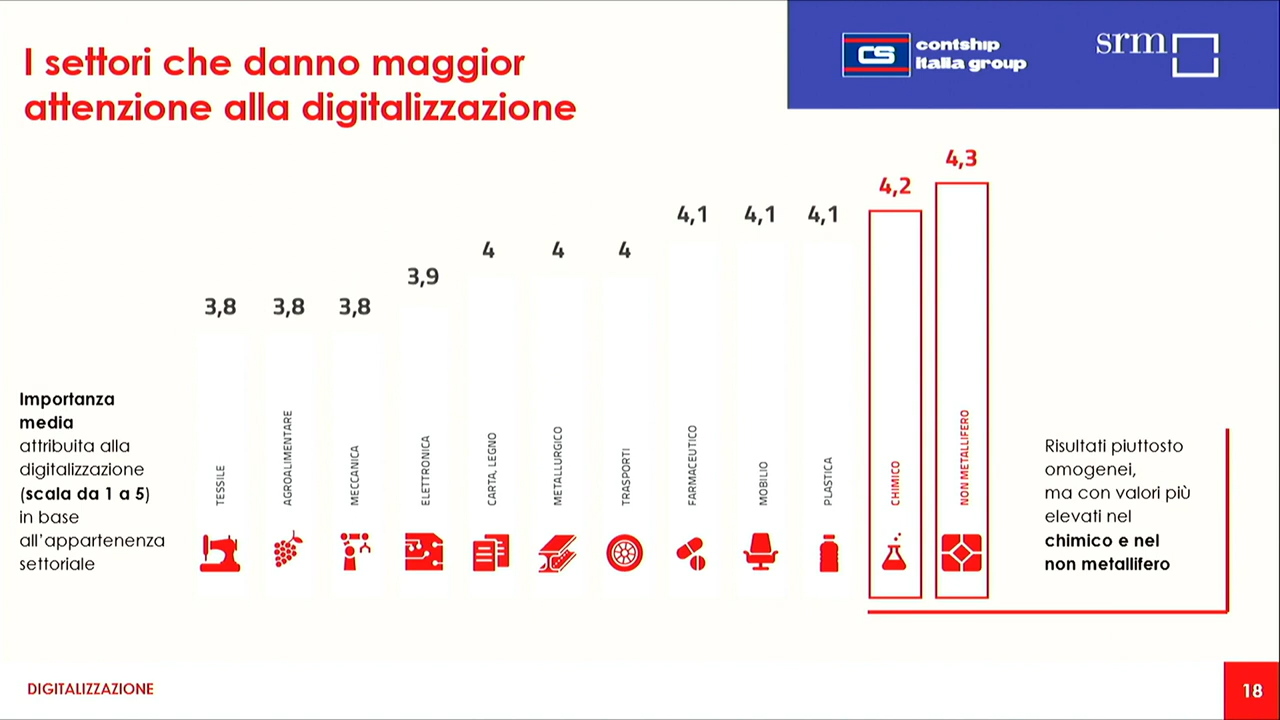 I settori che danno maggior
attenzione alla digitalizzazione
CS
contship
italia group
srm
3,8
3,8
3,8
3,9
4
4
4
4,1
4,1
4,1
4,2
4,3
TESSILE
AGROALIMENTARE
MECCANICA
ELETTRONICA
CARTA, LEGNO
METALLURGICO
TRASPORTI
FARMACEUTICO
MOBILIO
PLASTICA
CHIMICO
NON METALLIFERO
Importanza
media
attribuita alla
digitalizzazione
(scala da 1 a 5)
in base
all'appartenenza
settoriale
Risultati piuttosto
omogenei,
ma con valori più
elevati nel
chimico e nel
non metallifero
DIGITALIZZAZIONE
18